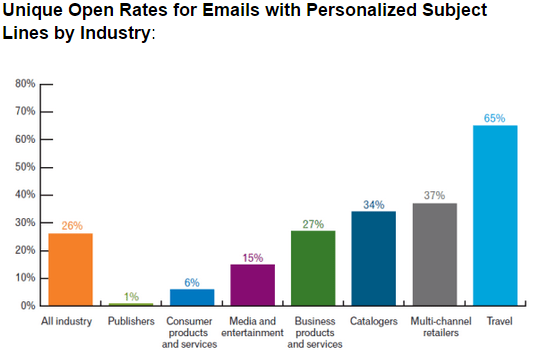 Unique Open Rates for Emails with Personalized Subject
Lines by Industry:
80%
70%
60%
50%
40%
30%
20%
10%
0%
26%
1%
6%
15%
27%
34%
37%
65%
All industry
Publishers
Consumer
products
and services
Media and
entertainment
Business
products
and services
Catalogers
Multi-channel
retailers
Travel